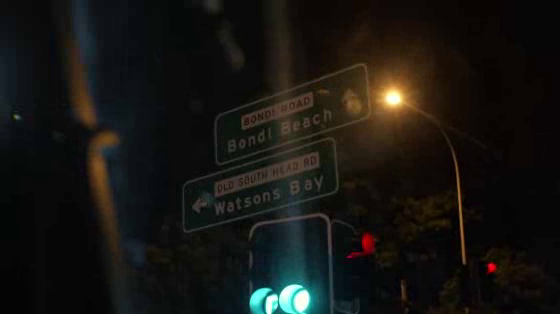 BONDI ROAD
Bondi Beach
OLD SOUTH HEAD RD
Watsons Bay